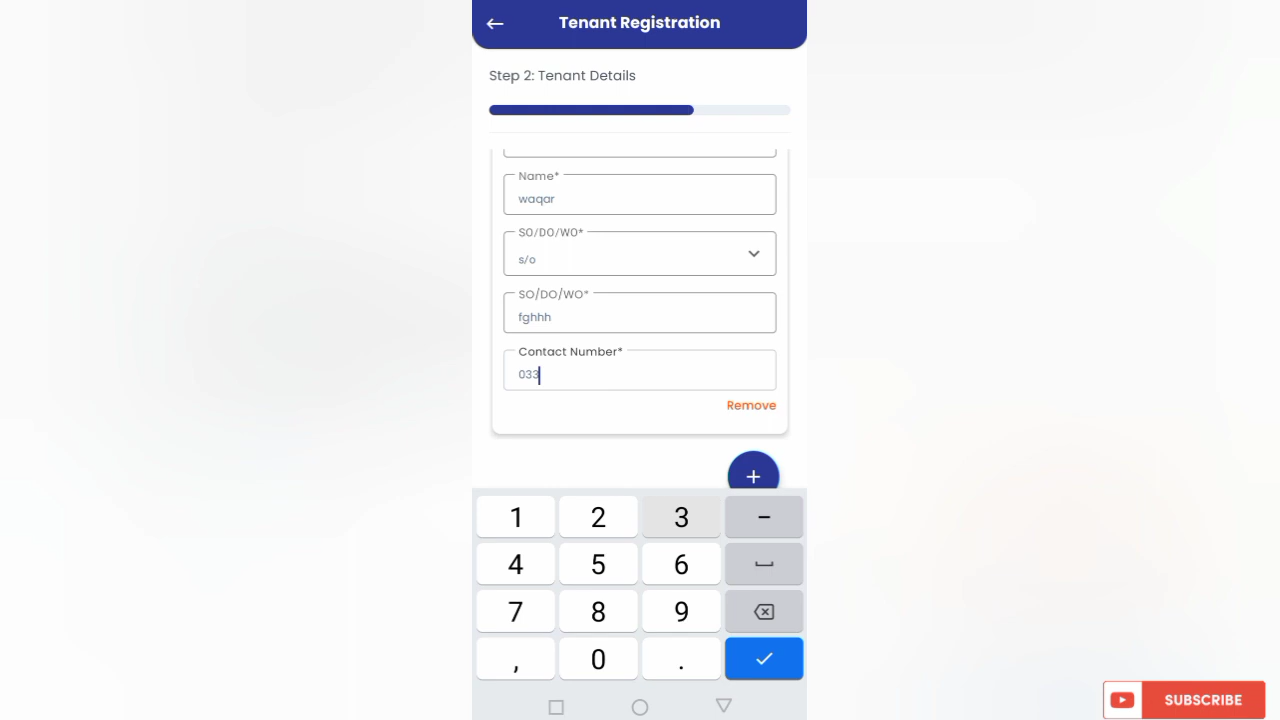 Tenant Registration
Step 2: Tenant Details
Name*
waqar
SO/DO/WO*
s/o
SO/DO/WO*
fghhh
Contact Number*
033
Remove
+
1 2 3 -
4 5 6
7 8 9
, 0 .
SUBSCRIBE